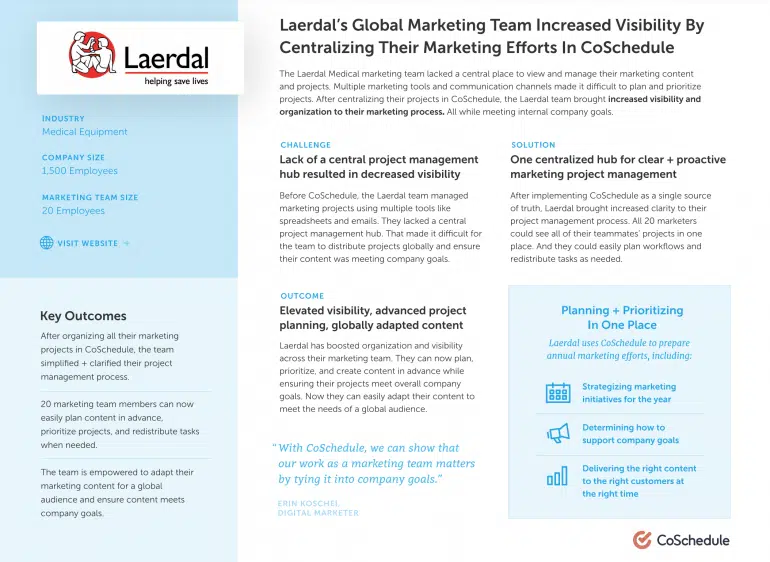 Laerdal
helping save lives
INDUSTRY
Medical Equipment
COMPANY SIZE
1,500 Employees
MARKETING TEAM SIZE
20 Employees
VISIT WEBSITE →
Key Outcomes
After organizing all their marketing
projects in CoSchedule, the team
simplified + clarified their project
management process.
20 marketing team members can now
easily plan content in advance,
prioritize projects, and redistribute tasks
when needed.
The team is empowered to adapt their
marketing content for a global
audience and ensure content meets
company goals.
Laerdal’s Global Marketing Team Increased Visibility By
Centralizing Their Marketing Efforts In CoSchedule
The Laerdal Medical marketing team lacked a central place to view and manage their marketing content
and projects. Multiple marketing tools and communication channels made it difficult to plan and prioritize
projects. After centralizing their projects in CoSchedule, the Laerdal team brought increased visibility and
organization to their marketing process. All while meeting internal company goals.
CHALLENGE
Lack of a central project management
hub resulted in decreased visibility
Before CoSchedule, the Laerdal team managed
marketing projects using multiple tools like
spreadsheets and emails. They lacked a central
project management hub. That made it difficult for
the team to distribute projects globally and ensure
their content was meeting company goals.
SOLUTION
One centralized hub for clear + proactive
marketing project management
After implementing CoSchedule as a single source
of truth, Laerdal brought increased clarity to their
project management process. All 20 marketers
could see all of their teammates’ projects in one
place. And they could easily plan workflows and
redistribute tasks as needed.
OUTCOME
Elevated visibility, advanced project
planning, globally adapted content
Laerdal has boosted organization and visibility
across their marketing team. They can now plan,
prioritize, and create content in advance while
ensuring their projects meet overall company
goals. Now they can easily adapt their content to
meet the needs of a global audience.
“With CoSchedule, we can show that
our work as a marketing team matters
by tying it into company goals.”
ERIN KOSCHEL
DIGITAL MARKETER
Planning + Prioritizing
In One Place
Laerdal uses CoSchedule to prepare
annual marketing efforts, including:
Strategizing marketing
initiatives for the year
Determining how to
support company goals
Delivering the right content
to the right customers at
the right time
CoSchedule